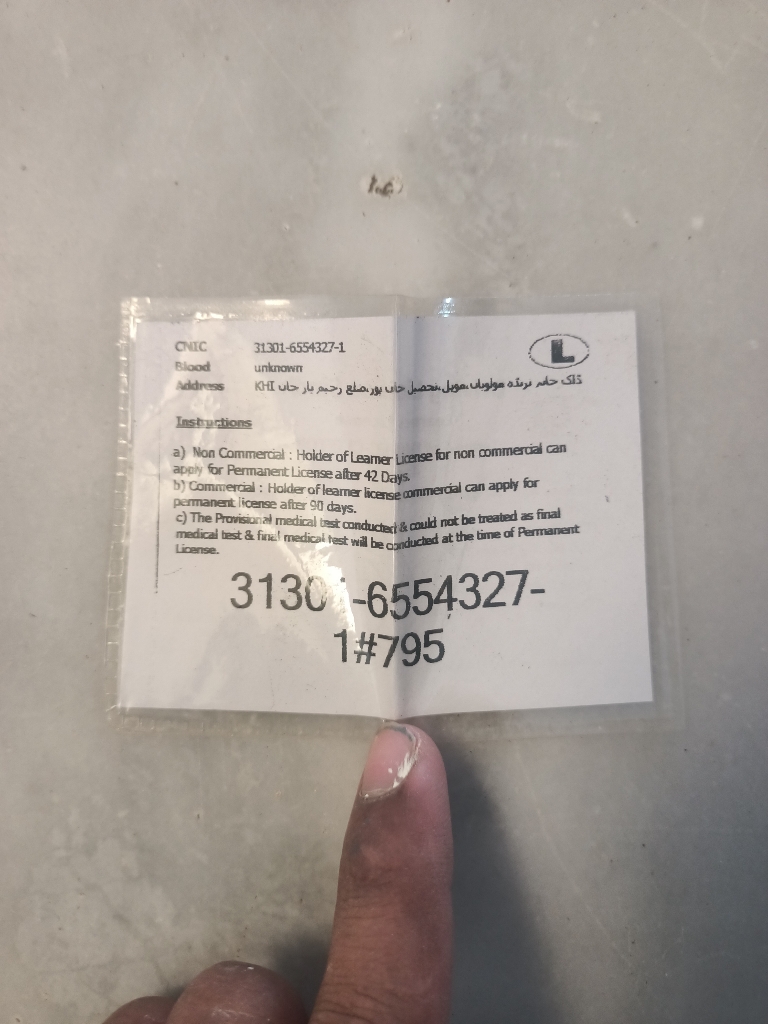 CNIC 31301-6554327-1
L
Blood unknown
Address KHI ڈاک خانہ ترنڈہ مولویاں،موہل،تحصیل خان پور،ضلع رحیم یار خان
Instructions
a) Non Commercial : Holder of Learner License for non commercial can
apply for Permanent License after 42 Days.
b) Commercial : Holder of learner license commercial can apply for
permanent license after 90 days.
c) The Provisional medical test conducted & could not be treated as final
medical test & final medical test will be conducted at the time of Permanent
License.
31301-6554327-
1#795